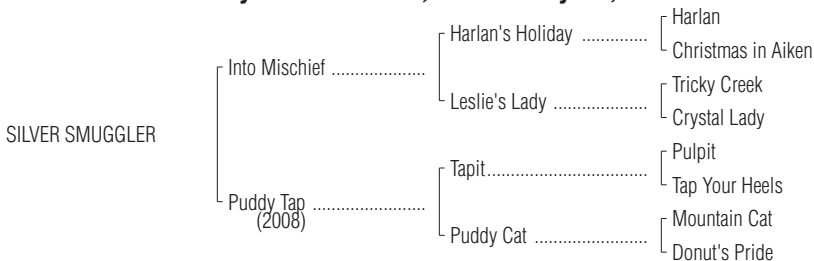 Harlan
Harlan's Holiday ..............
Christmas in Aiken
Into Mischief ....................
Tricky Creek
Leslie's Lady ....................
Crystal Lady
SILVER SMUGGLER
Pulpit
Tapit.................................
Tap Your Heels
Puddy Tap ........................
(2008)
Mountain Cat
Puddy Cat ........................
Donut's Pride